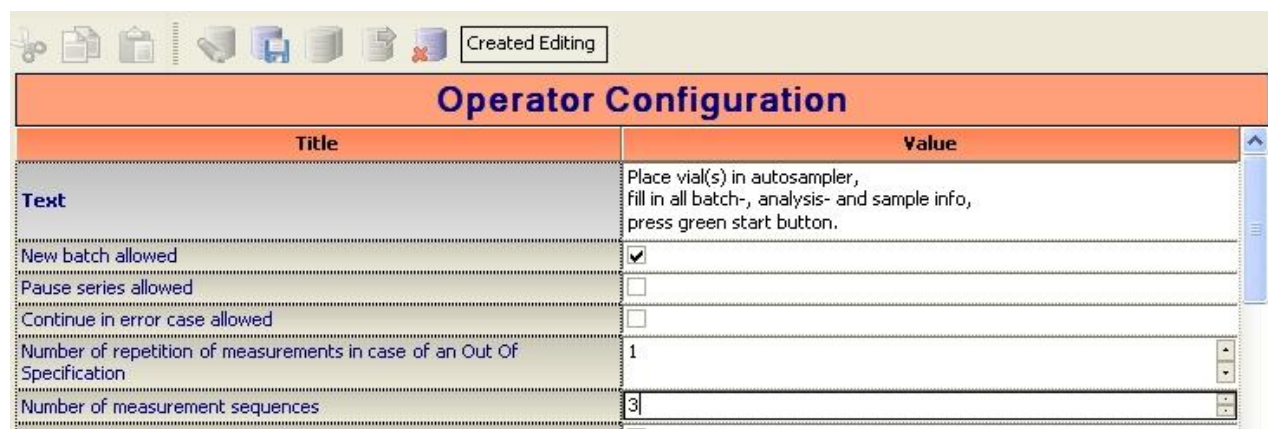 Created Editing
Operator Configuration
Title Value
Text
Place vial(s) in autosampler,
fill in all batch-, analysis- and sample info,
press green start button.
New batch allowed
Pause series allowed
Continue in error case allowed
Number of repetition of measurements in case of an Out Of
Specification
1
Number of measurement sequences
3